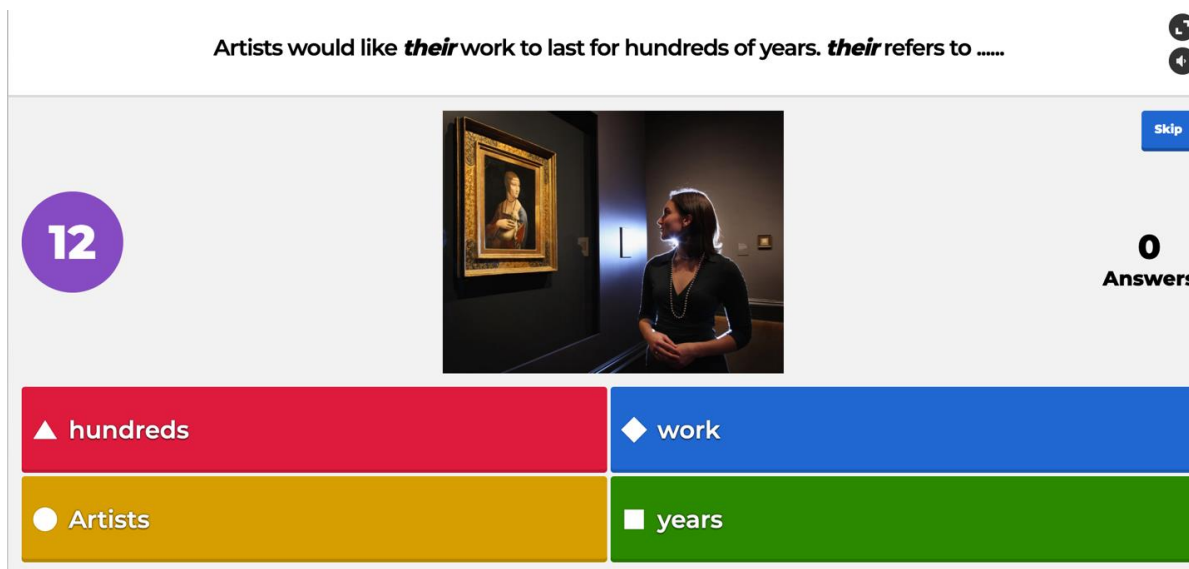 Artists would like their work to last for hundreds of years. their refers to ......
Skip
12
0
Answers
hundreds
work
Artists
years